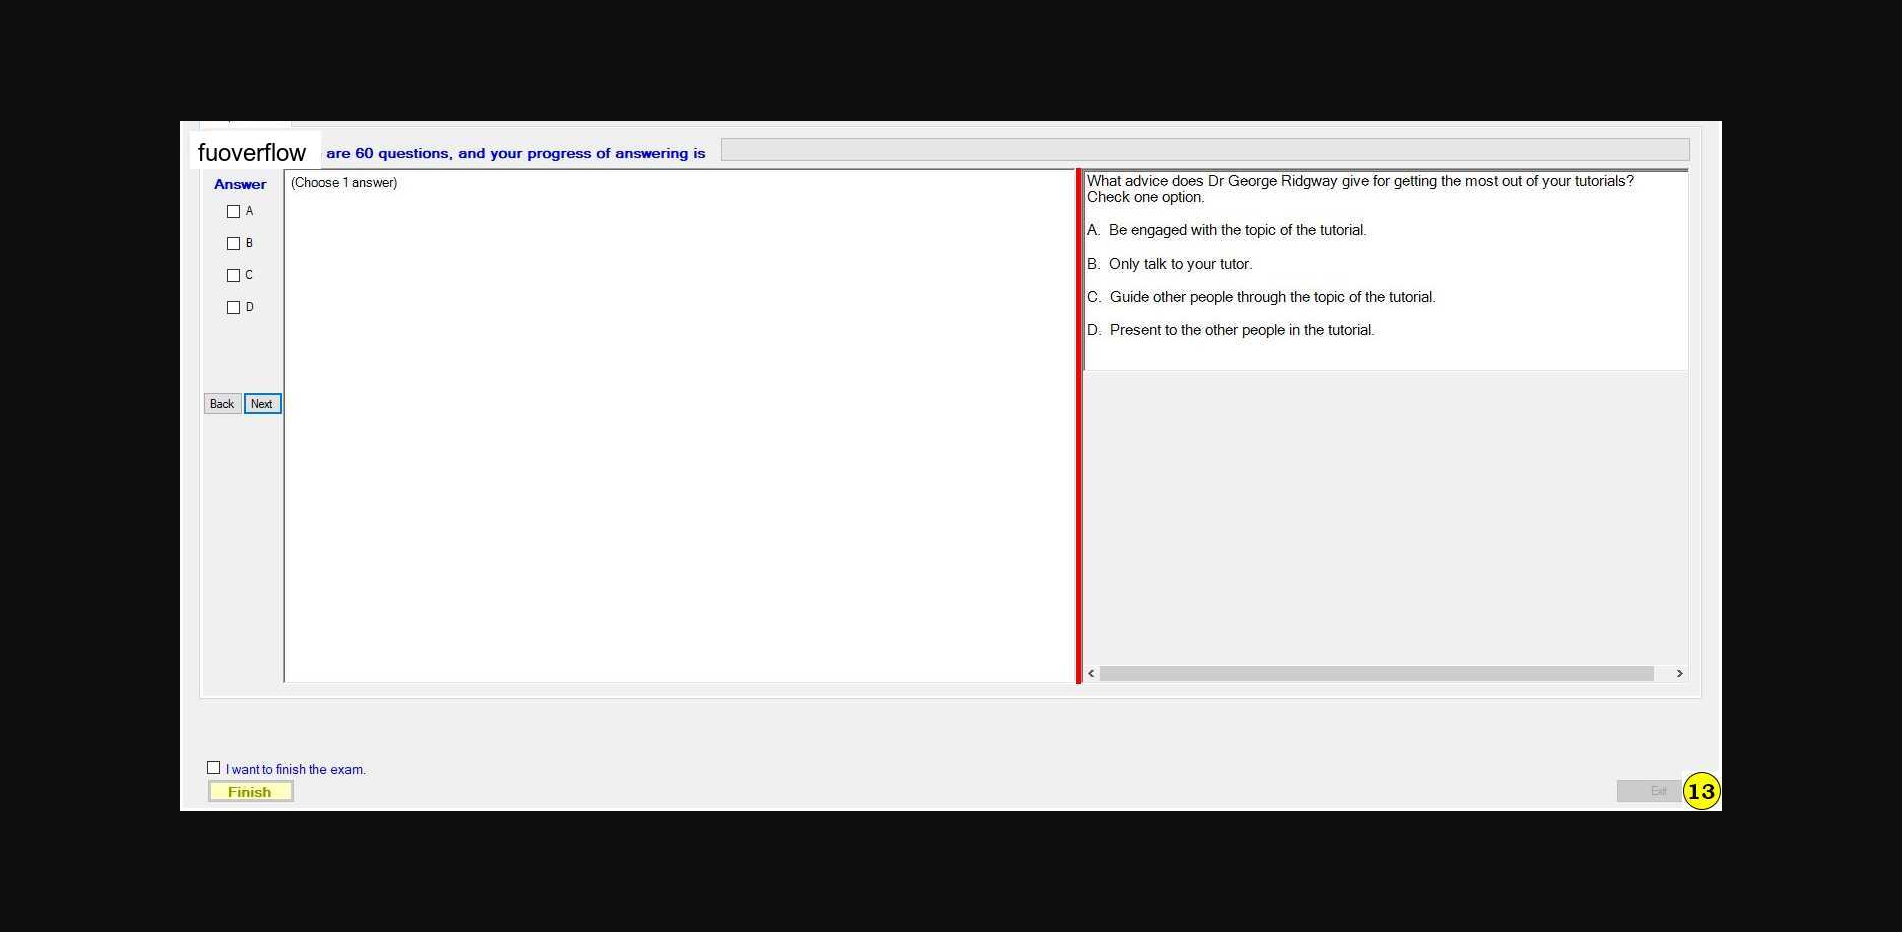 fuoverflow are 60 questions, and your progress of answering is
Answer
(Choose 1 answer)
A
B
C
D
Back Next
What advice does Dr George Ridgway give for getting the most out of your tutorials?
Check one option.
A. Be engaged with the topic of the tutorial.
B. Only talk to your tutor.
C. Guide other people through the topic of the tutorial.
D. Present to the other people in the tutorial.
I want to finish the exam.
Finish
Exit
13